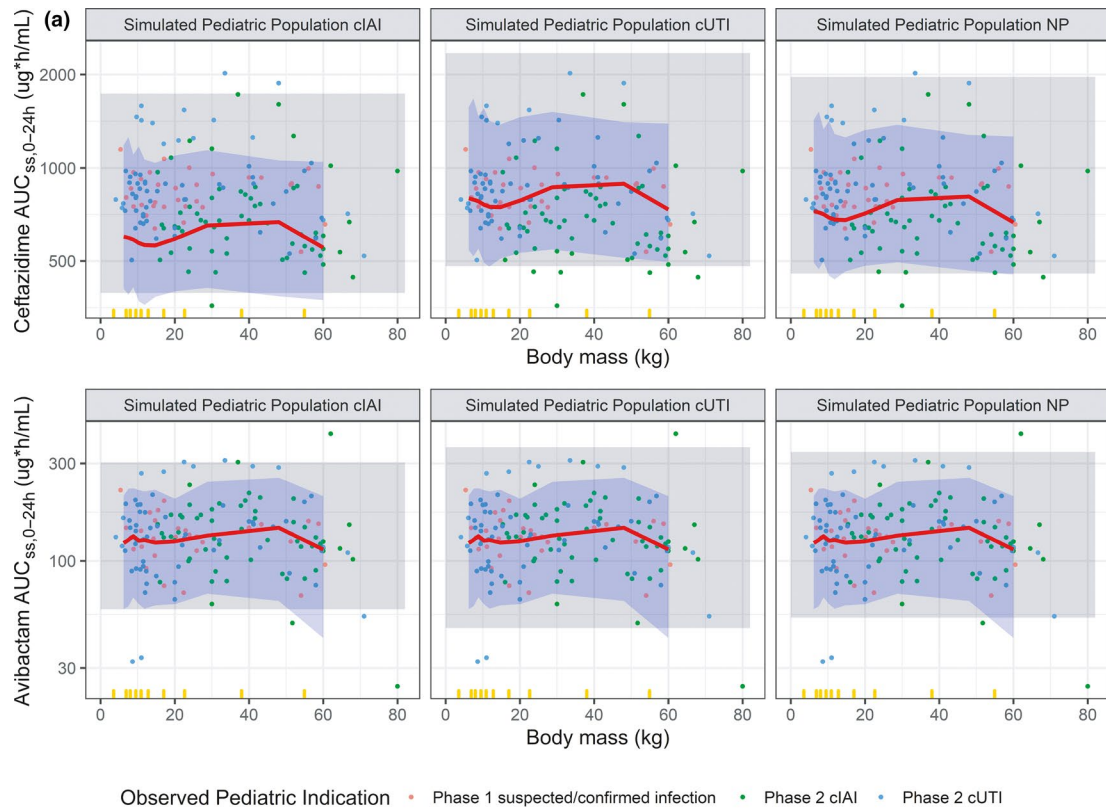 (a)
Simulated Pediatric Population cIAI Simulated Pediatric Population cUTI Simulated Pediatric Population NP
Ceftazidime AUCss,0–24h (ug*h/mL)
2000
1000
500
0 20 40 60 80 0 20 40 60 80 0 20 40 60 80
Body mass (kg)
Simulated Pediatric Population cIAI Simulated Pediatric Population cUTI Simulated Pediatric Population NP
Avibactam AUCss,0–24h (ug*h/mL)
300
100
30
0 20 40 60 80 0 20 40 60 80 0 20 40 60 80
Body mass (kg)
Observed Pediatric Indication Phase 1 suspected/confirmed infection Phase 2 cIAI Phase 2 cUTI